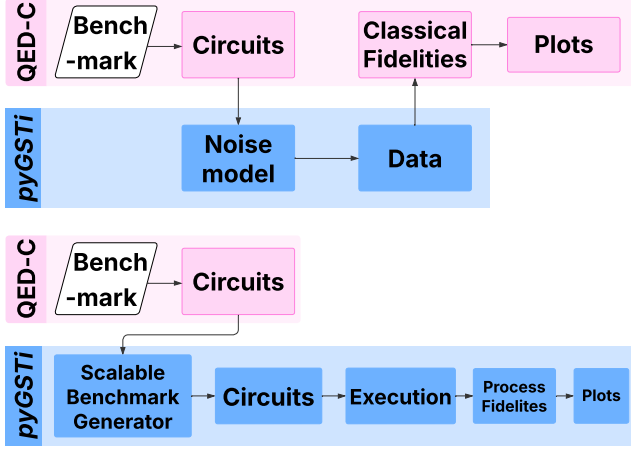 QED-C
Bench
-mark
Circuits
Classical
Fidelities
Plots
pyGSTi
Noise
model
Data
QED-C
Bench
-mark
Circuits
pyGSTi
Scalable
Benchmark
Generator
Circuits
Execution
Process
Fidelites
Plots